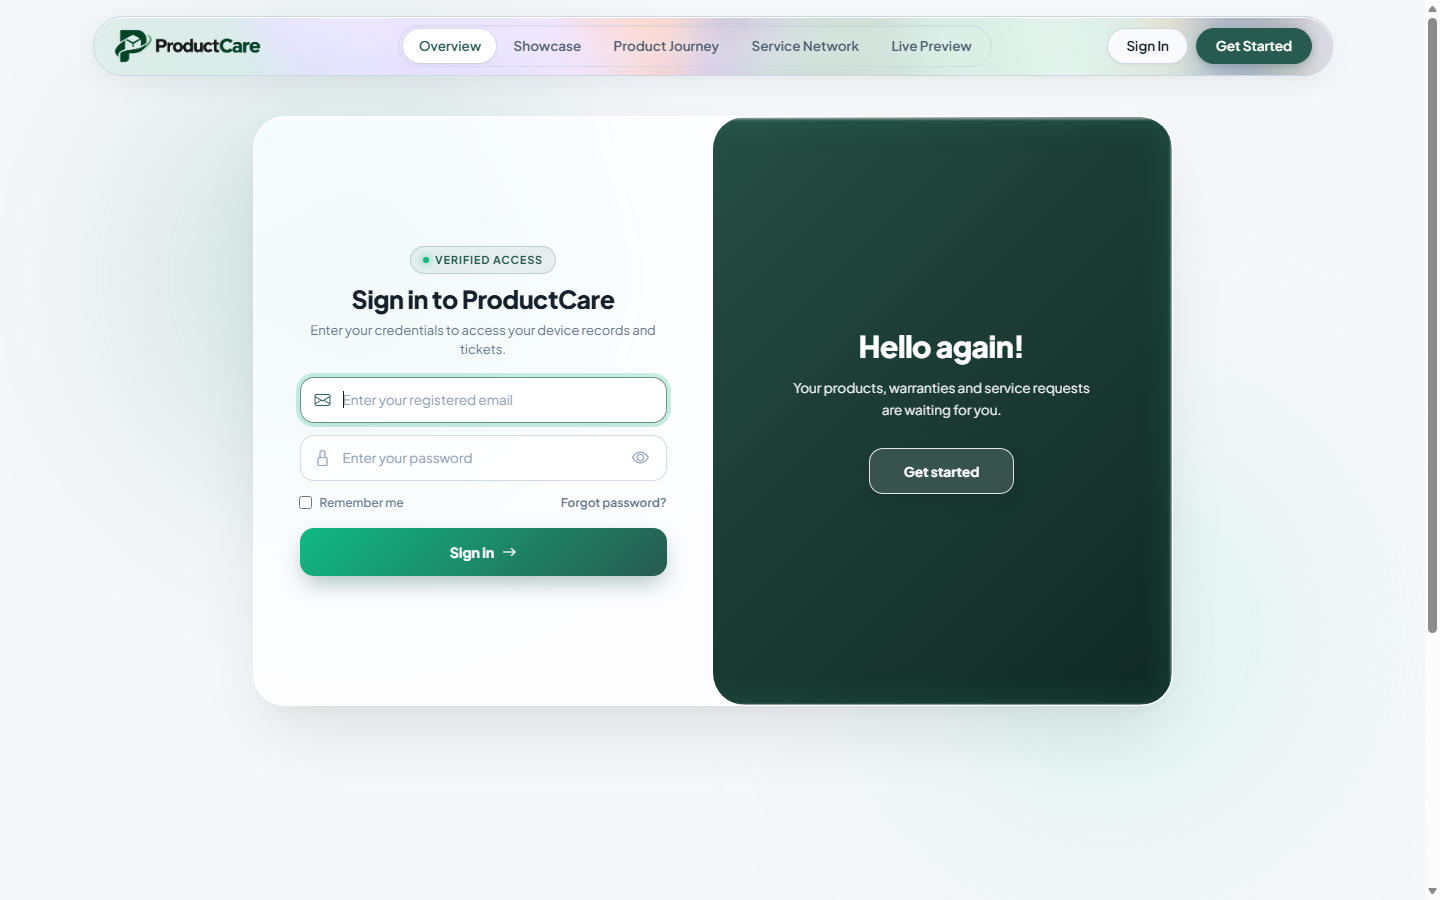 ProductCare
Overview
Showcase
Product Journey
Service Network
Live Preview
Sign In
Get Started
VERIFIED ACCESS
Sign in to ProductCare
Enter your credentials to access your device records and
tickets.
Enter your registered email
Enter your password
Remember me
Forgot password?
Sign in →
Hello again!
Your products, warranties and service requests
are waiting for you.
Get started